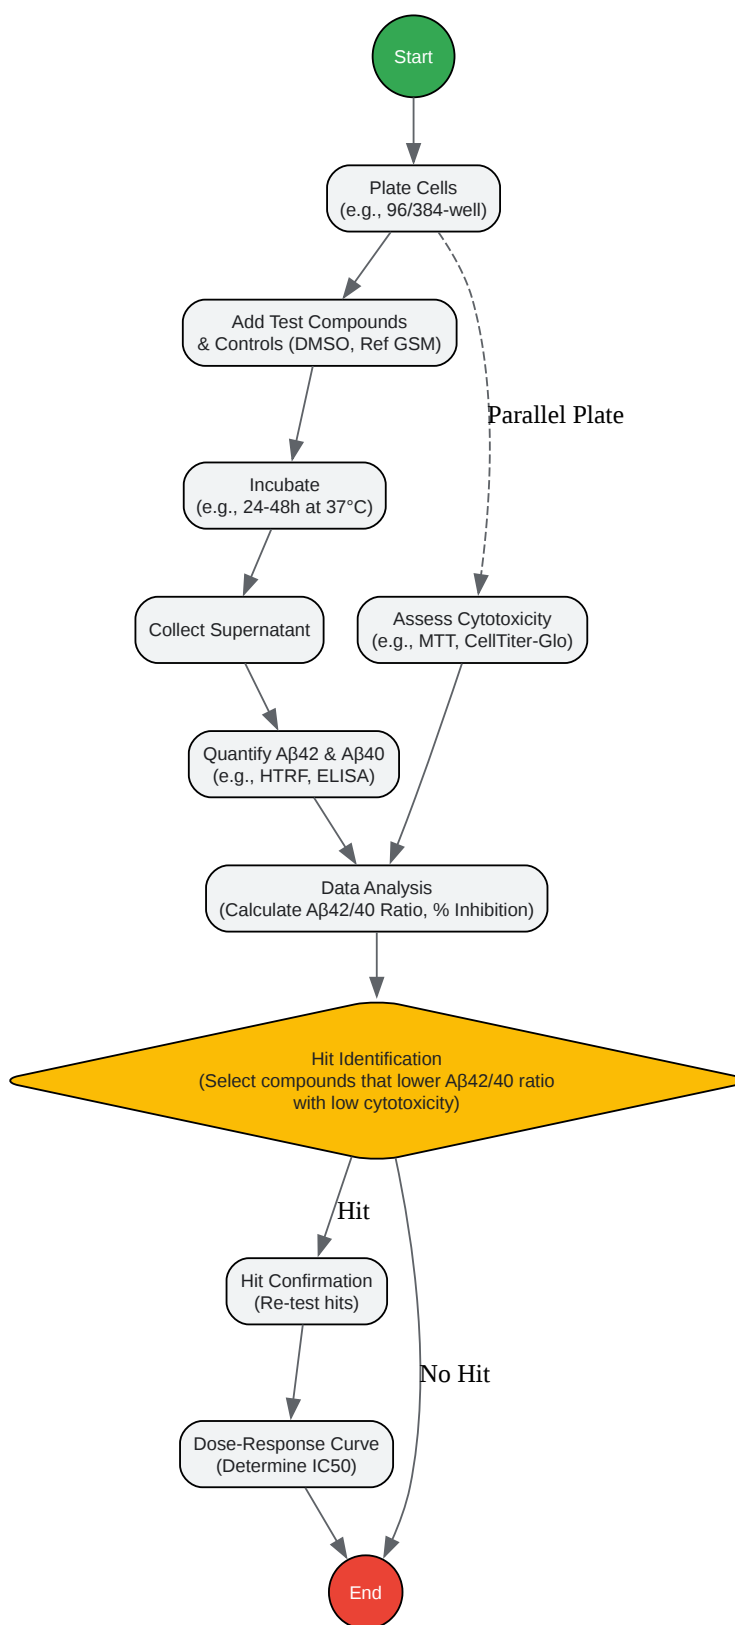 Start
Plate Cells
(e.g., 96/384-well)
Add Test Compounds
& Controls (DMSO, Ref GSM)
Parallel Plate
Incubate
(e.g., 24-48h at 37°C)
Collect Supernatant
Assess Cytotoxicity
(e.g., MTT, CellTiter-Glo)
Quantify Aβ42 & Aβ40
(e.g., HTRF, ELISA)
Data Analysis
(Calculate Aβ42/40 Ratio, % Inhibition)
Hit Identification
(Select compounds that lower Aβ42/40 ratio
with low cytotoxicity)
Hit
Hit Confirmation
(Re-test hits)
No Hit
Dose-Response Curve
(Determine IC50)
End